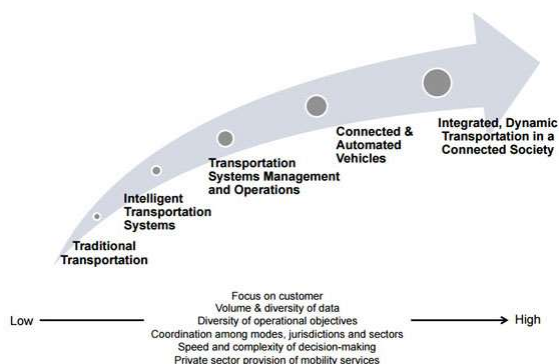 Integrated, Dynamic
Transportation in a
Connected Society
Connected &
Automated
Vehicles
Transportation
Systems Management
and Operations
Intelligent
Transportation
Systems
Traditional
Transportation
Focus on customer
Volume & diversity of data
Low
Diversity of operational objectives
High
Coordination among modes, jurisdictions and sectors
Speed and complexity of decision-making
Private sector provision of mobility services